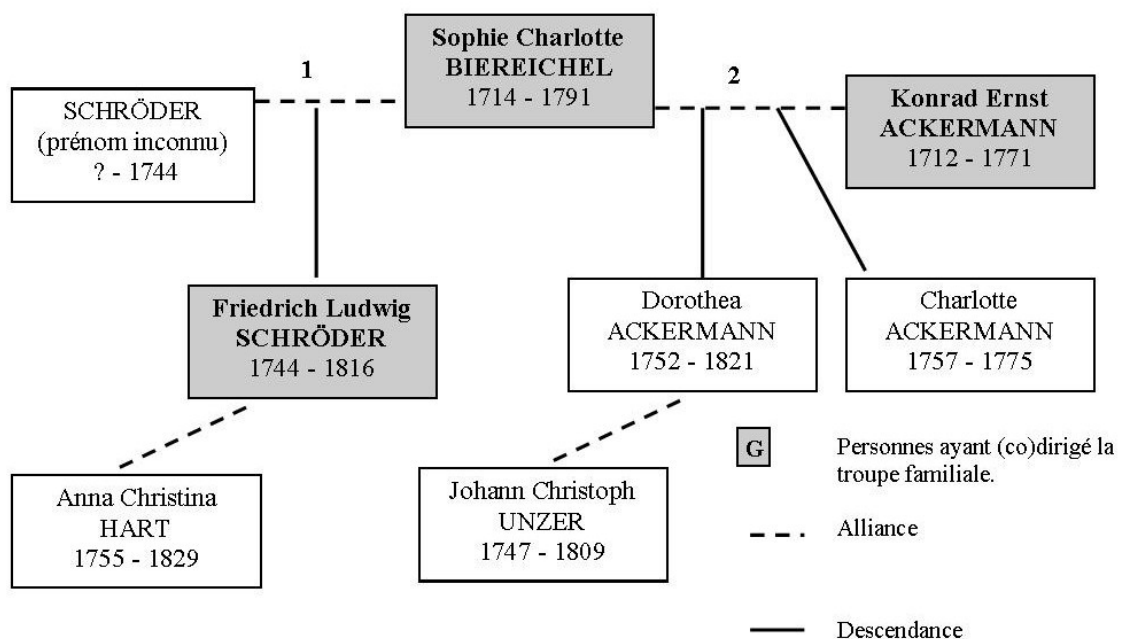 Sophie Charlotte
BIEREICHEL
1714 - 1791
1
2
SCHRÖDER
(prénom inconnu)
? - 1744
Konrad Ernst
ACKERMANN
1712 - 1771
Friedrich Ludwig
SCHRÖDER
1744 - 1816
Dorothea
ACKERMANN
1752 - 1821
Charlotte
ACKERMANN
1757 - 1775
Anna Christina
HART
1755 - 1829
Johann Christoph
UNZER
1747 - 1809
G
Personnes ayant (co)dirigé la
troupe familiale.
Alliance
Descendance